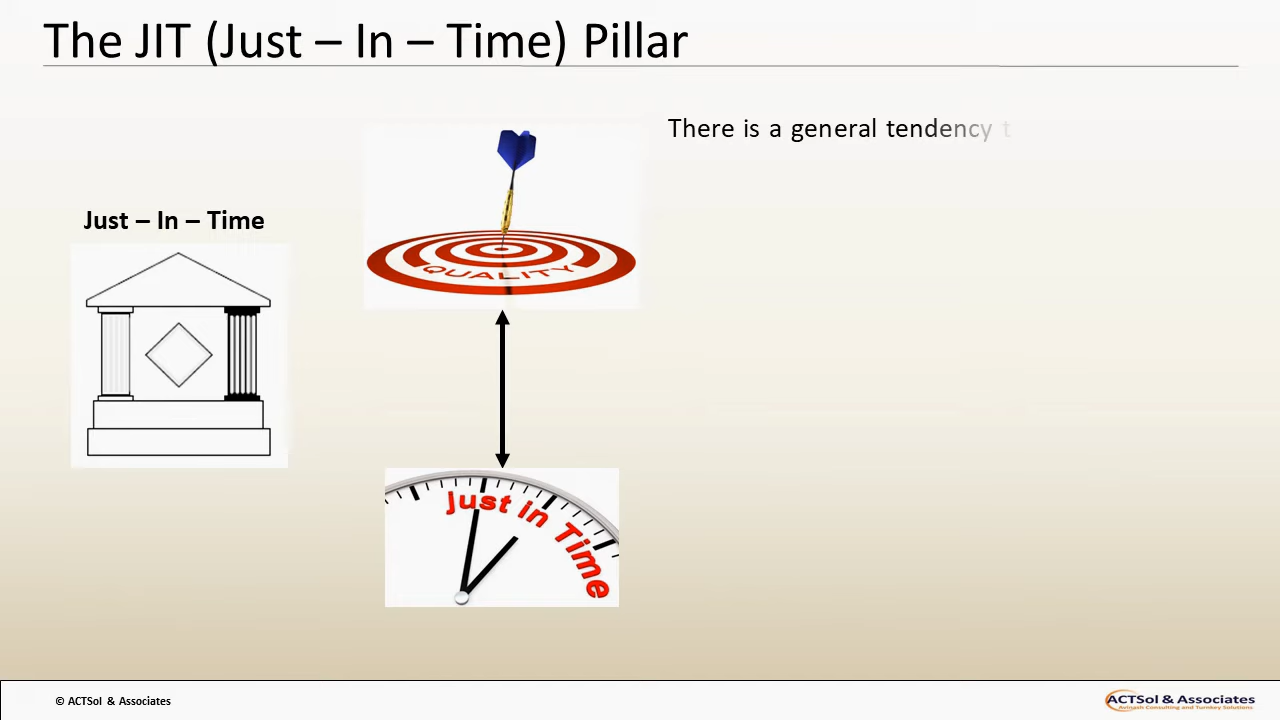 The JIT (Just – In – Time) Pillar
There is a general tendency t
Just – In – Time
QUALITY
Just in Time
© ACTSol & Associates
ACTSol & Associates